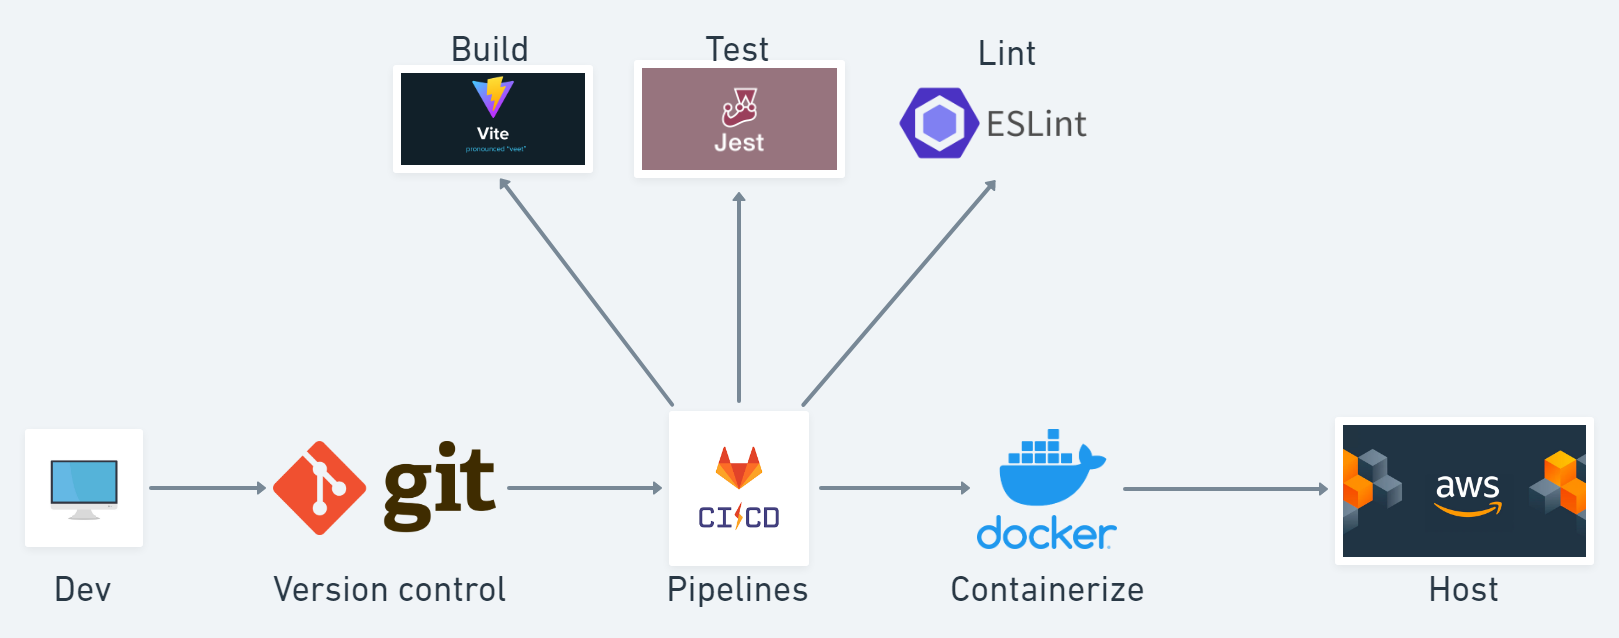 Build
Test
Lint
Vite
pronounced "veet"
Jest
ESLint
git
CI CD
docker
aws
Dev
Version control
Pipelines
Containerize
Host